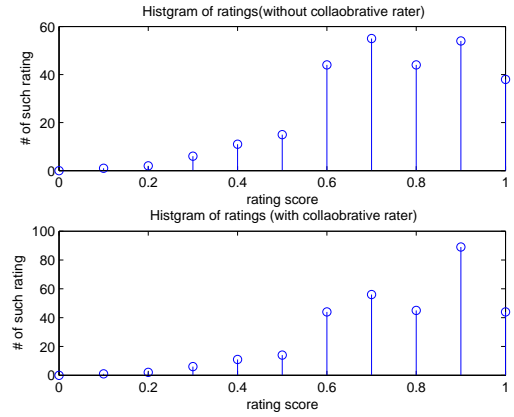 Histgram of ratings(without collaobrative rater)
60
40
20
0
# of such rating
0 0.2 0.4 0.6 0.8 1
rating score
Histgram of ratings (with collaobrative rater)
100
80
60
40
20
0
# of such rating
0 0.2 0.4 0.6 0.8 1
rating score